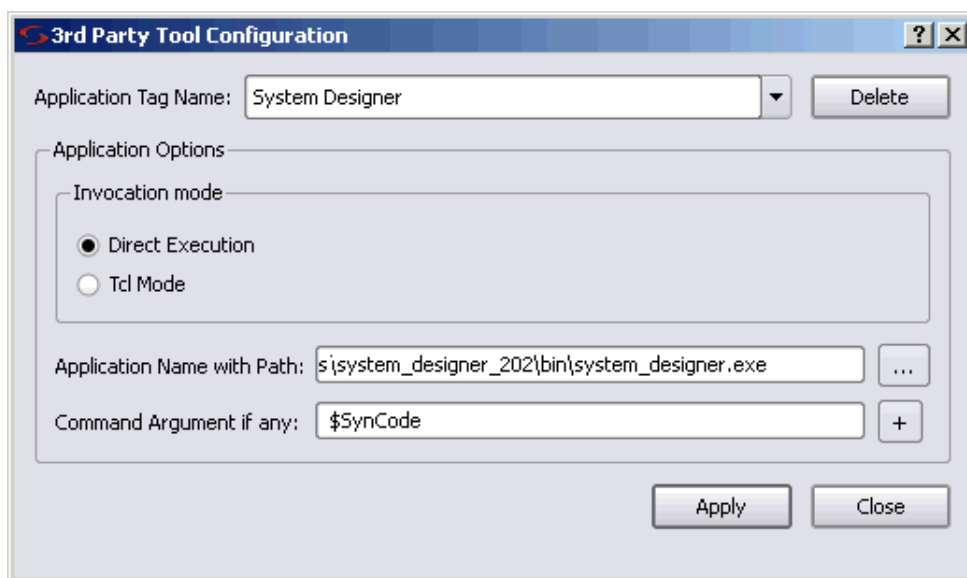 3rd Party Tool Configuration
Application Tag Name: System Designer Delete
Application Options
Invocation mode
Direct Execution
Tcl Mode
Application Name with Path: s\system_designer_202\bin\system_designer.exe ...
Command Argument if any: $SynCode +
Apply Close